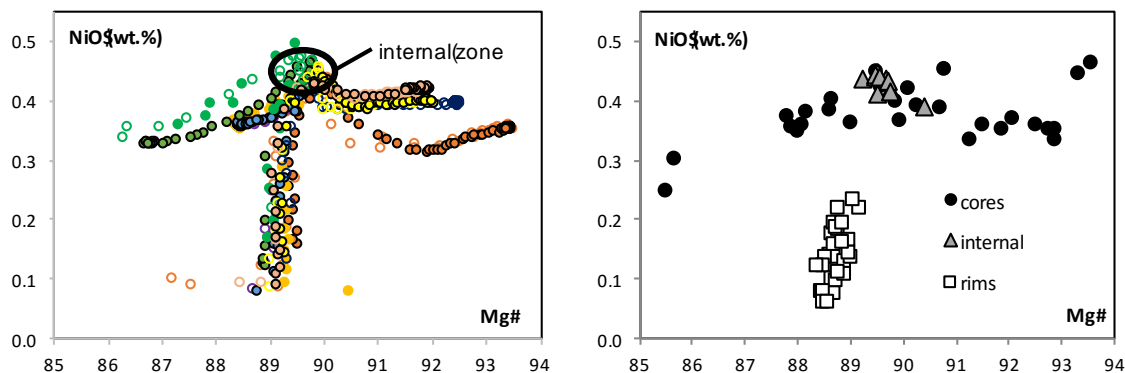 NiO$(wt.%)
internal(zone
Mg#
0.5
0.4
0.3
0.2
0.1
0.0
85 86 87 88 89 90 91 92 93 94
NiO$(wt.%)
cores
internal
rims
Mg#
0.5
0.4
0.3
0.2
0.1
0.0
85 86 87 88 89 90 91 92 93 94